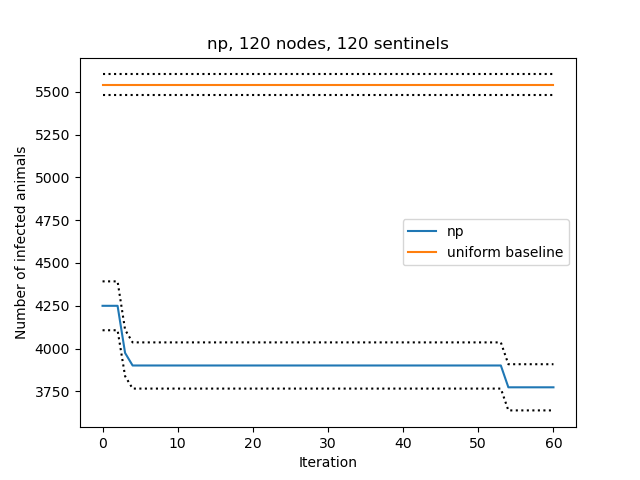 np, 120 nodes, 120 sentinels
Number of infected animals
5500
5250
5000
4750
4500
4250
4000
3750
np
uniform baseline
0 10 20 30 40 50 60
Iteration